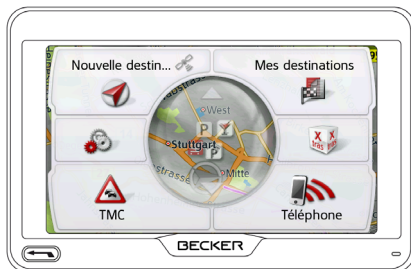 Nouvelle destin...
Mes destinations
West
P
Stuttgart
P
Mitte
TMC
Téléphone
BECKER